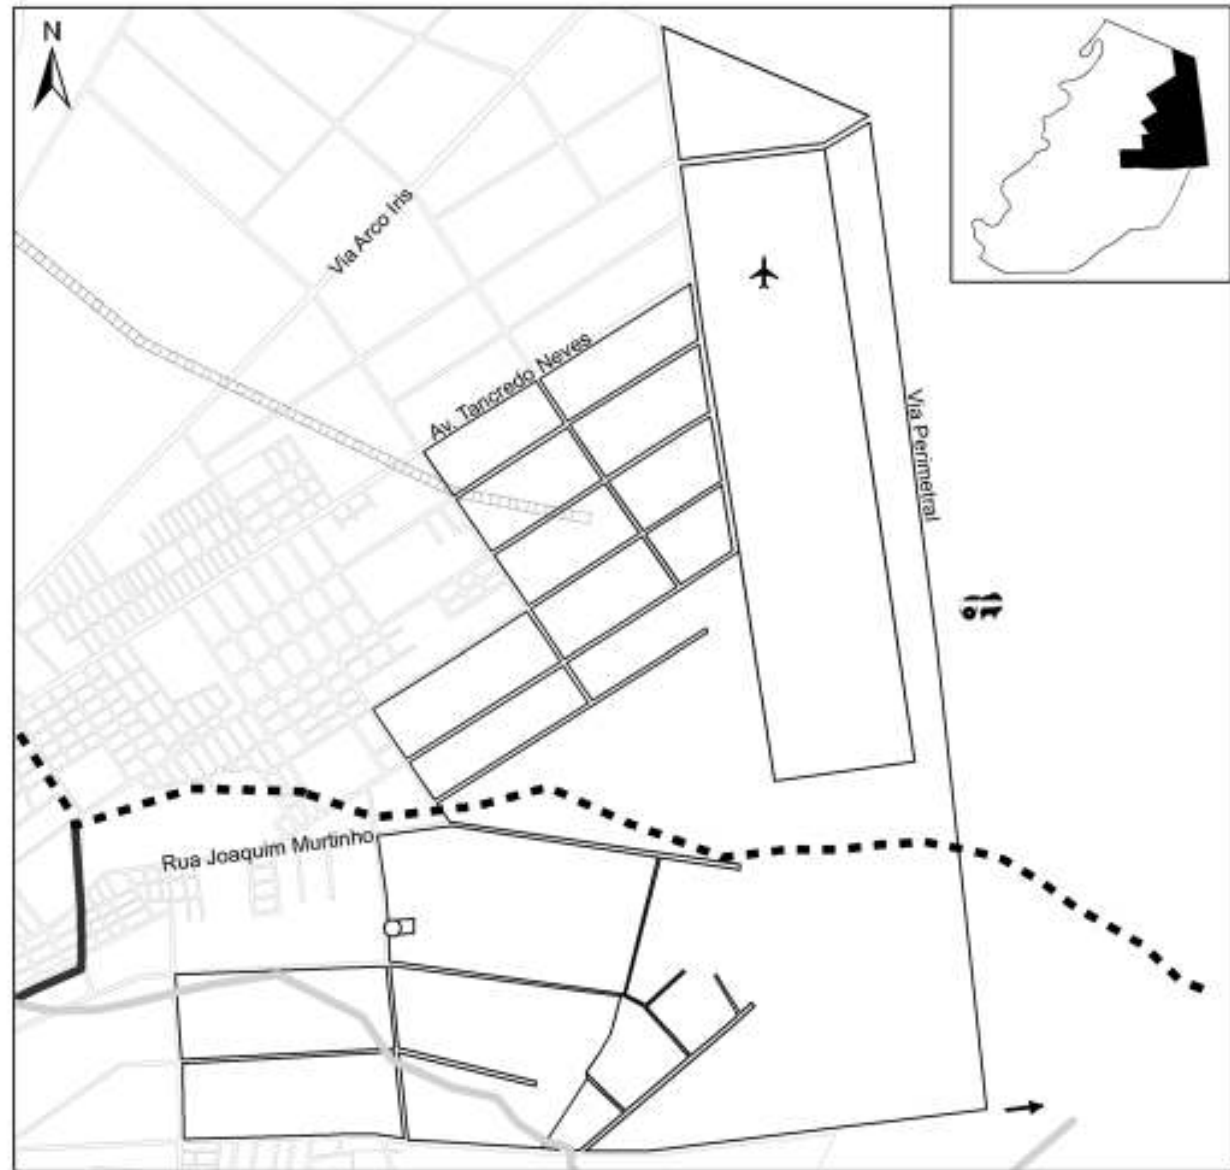 N
Via Arco Iris
Av. Tancredo Neves
Via Perimetral
Rua Joaquim Murtinho